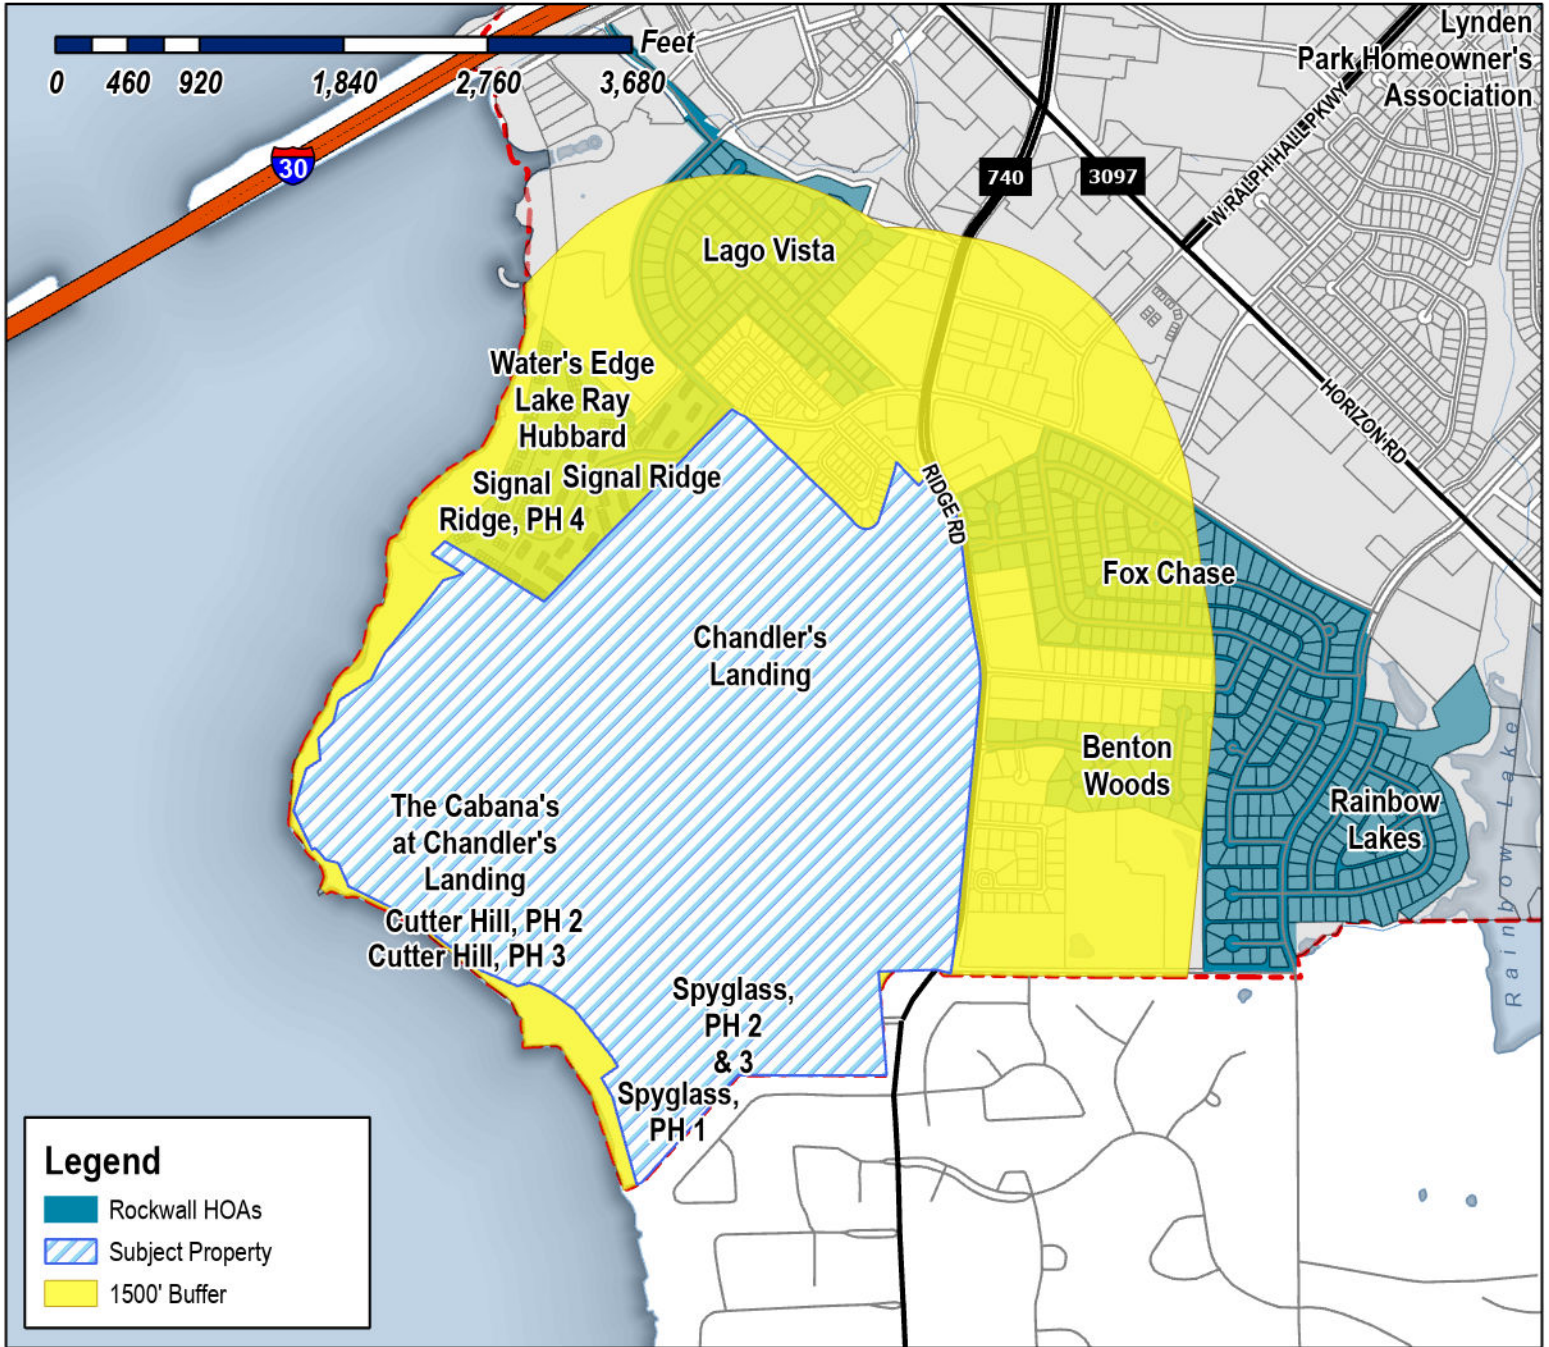 Feet
0 460 920 1,840 2,760 3,680
Lynden
Park Homeowner's
Association
30
740
3097
W RALPH HALL PKWY
HORIZON RD
Lago Vista
Water's Edge
Lake Ray
Hubbard
Signal Ridge
Signal
Ridge, PH 4
RIDGE RD
Fox Chase
Chandler's
Landing
Benton
Woods
Rainbow
Lakes
Rainbow Lake
The Cabana's
at Chandler's
Landing
Cutter Hill, PH 2
Cutter Hill, PH 3
Spyglass,
PH 2
& 3
Spyglass,
PH 1
Legend
Rockwall HOAs
Subject Property
1500' Buffer